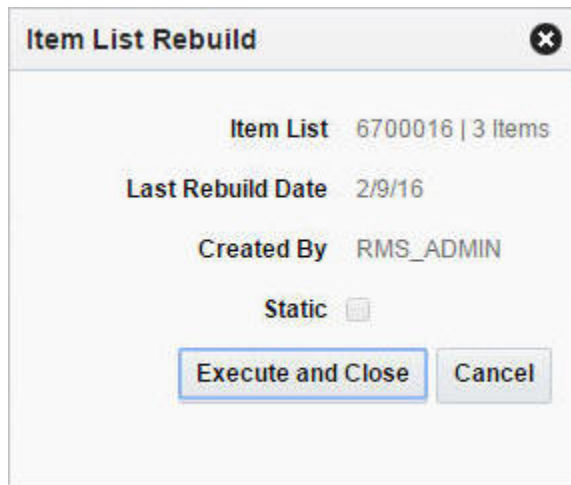 Item List Rebuild
Item List 6700016 | 3 Items
Last Rebuild Date 2/9/16
Created By RMS_ADMIN
Static
Execute and Close Cancel